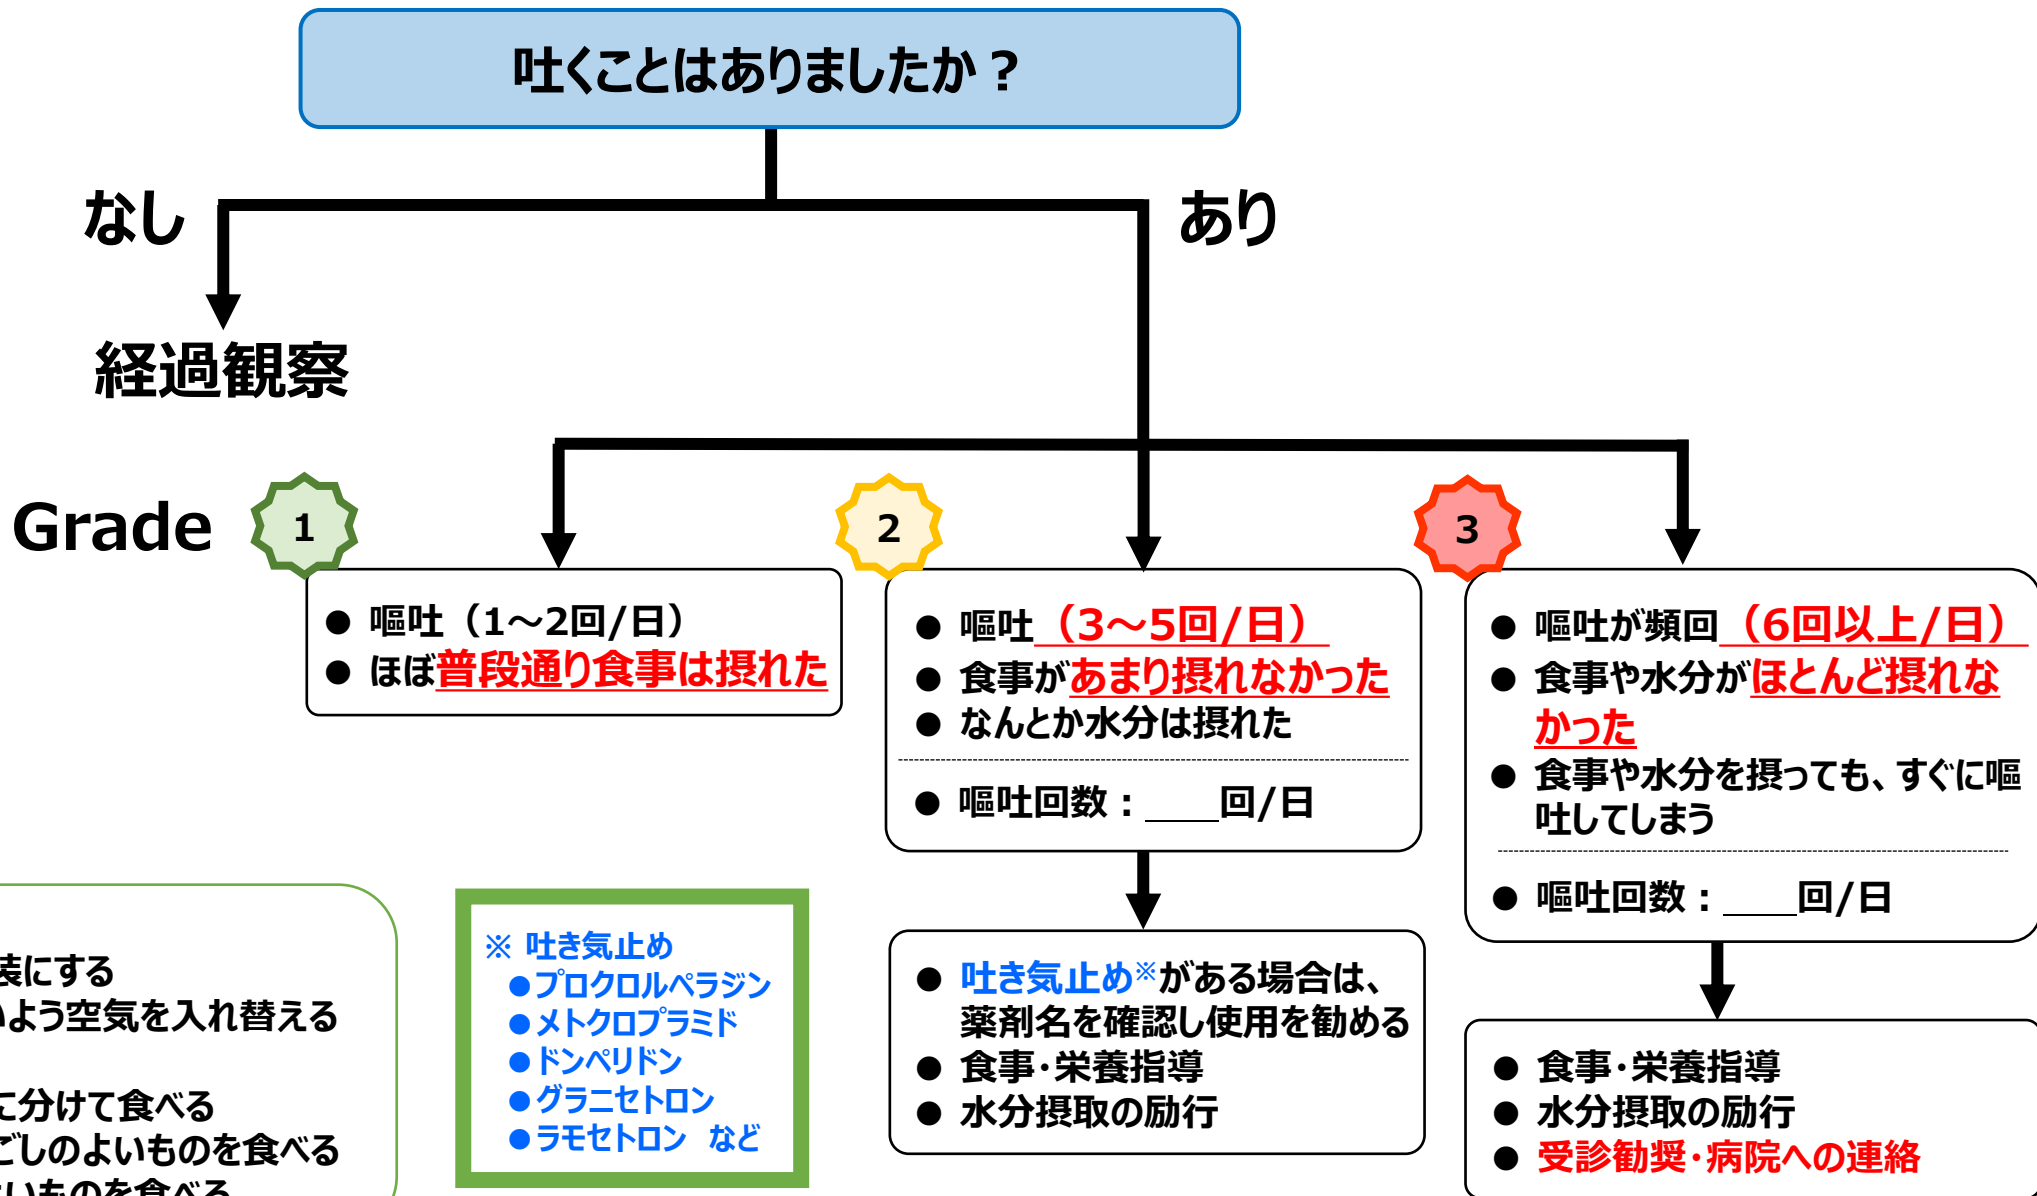 吐くことはありましたか？
なし
あり
経過観察
Grade
1
2
3
● 嘔吐（1～2回/日）
● ほぼ普段通り食事は摂れた
● 嘔吐（3～5回/日）
● 食事があまり摂れなかった
● なんとか水分は摂れた
● 嘔吐回数：____回/日
● 嘔吐が頻回（6回以上/日）
● 食事や水分がほとんど摂れな
かった
● 食事や水分を摂っても、すぐに嘔
吐してしまう
● 嘔吐回数：____回/日
装にする
いよう空気を入れ替える
に分けて食べる
ごしのよいものを食べる
いものを食べる
※ 吐き気止め
●プロクロルペラジン
●メトクロプラミド
●ドンペリドン
●グラニセトロン
●ラモセトロン など
● 吐き気止め※がある場合は、
薬剤名を確認し使用を勧める
● 食事･栄養指導
● 水分摂取の励行
● 食事･栄養指導
● 水分摂取の励行
● 受診勧奨･病院への連絡